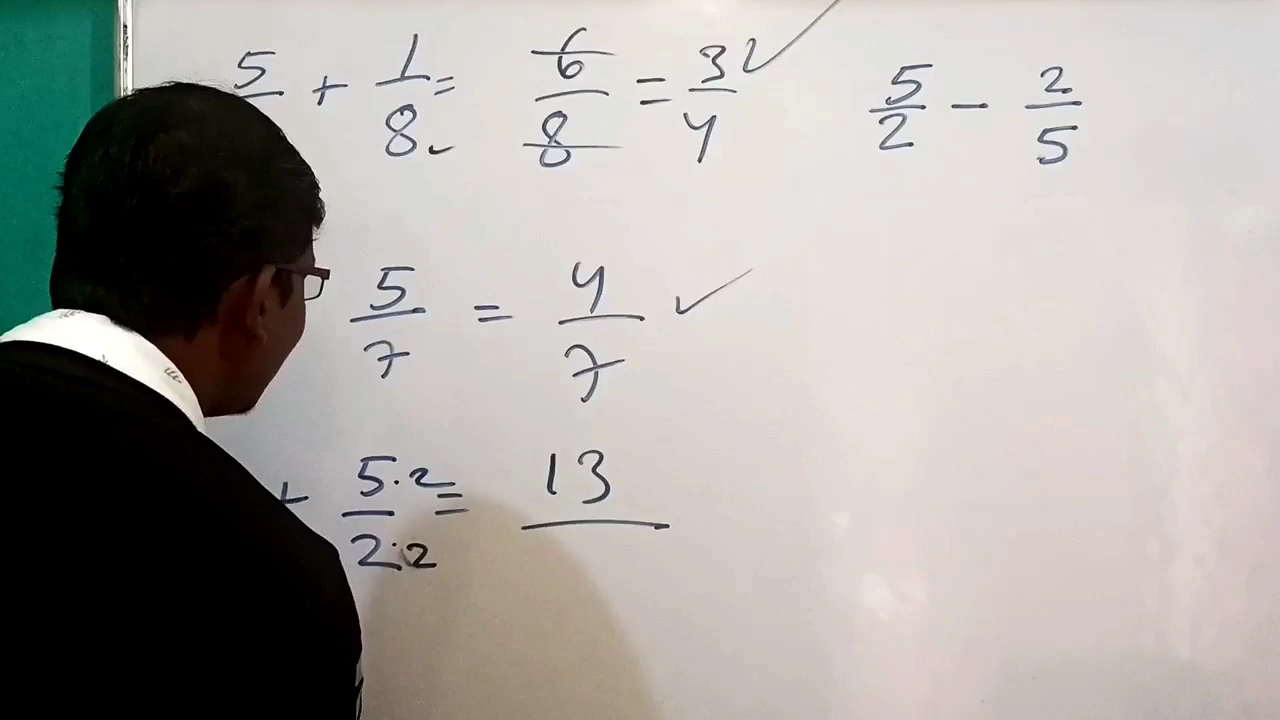 5/ + 1/8 = 6/8 = 3/4
5/2 - 2/5
5/7 = 4/7
+ 5·2/2·2 = 13/